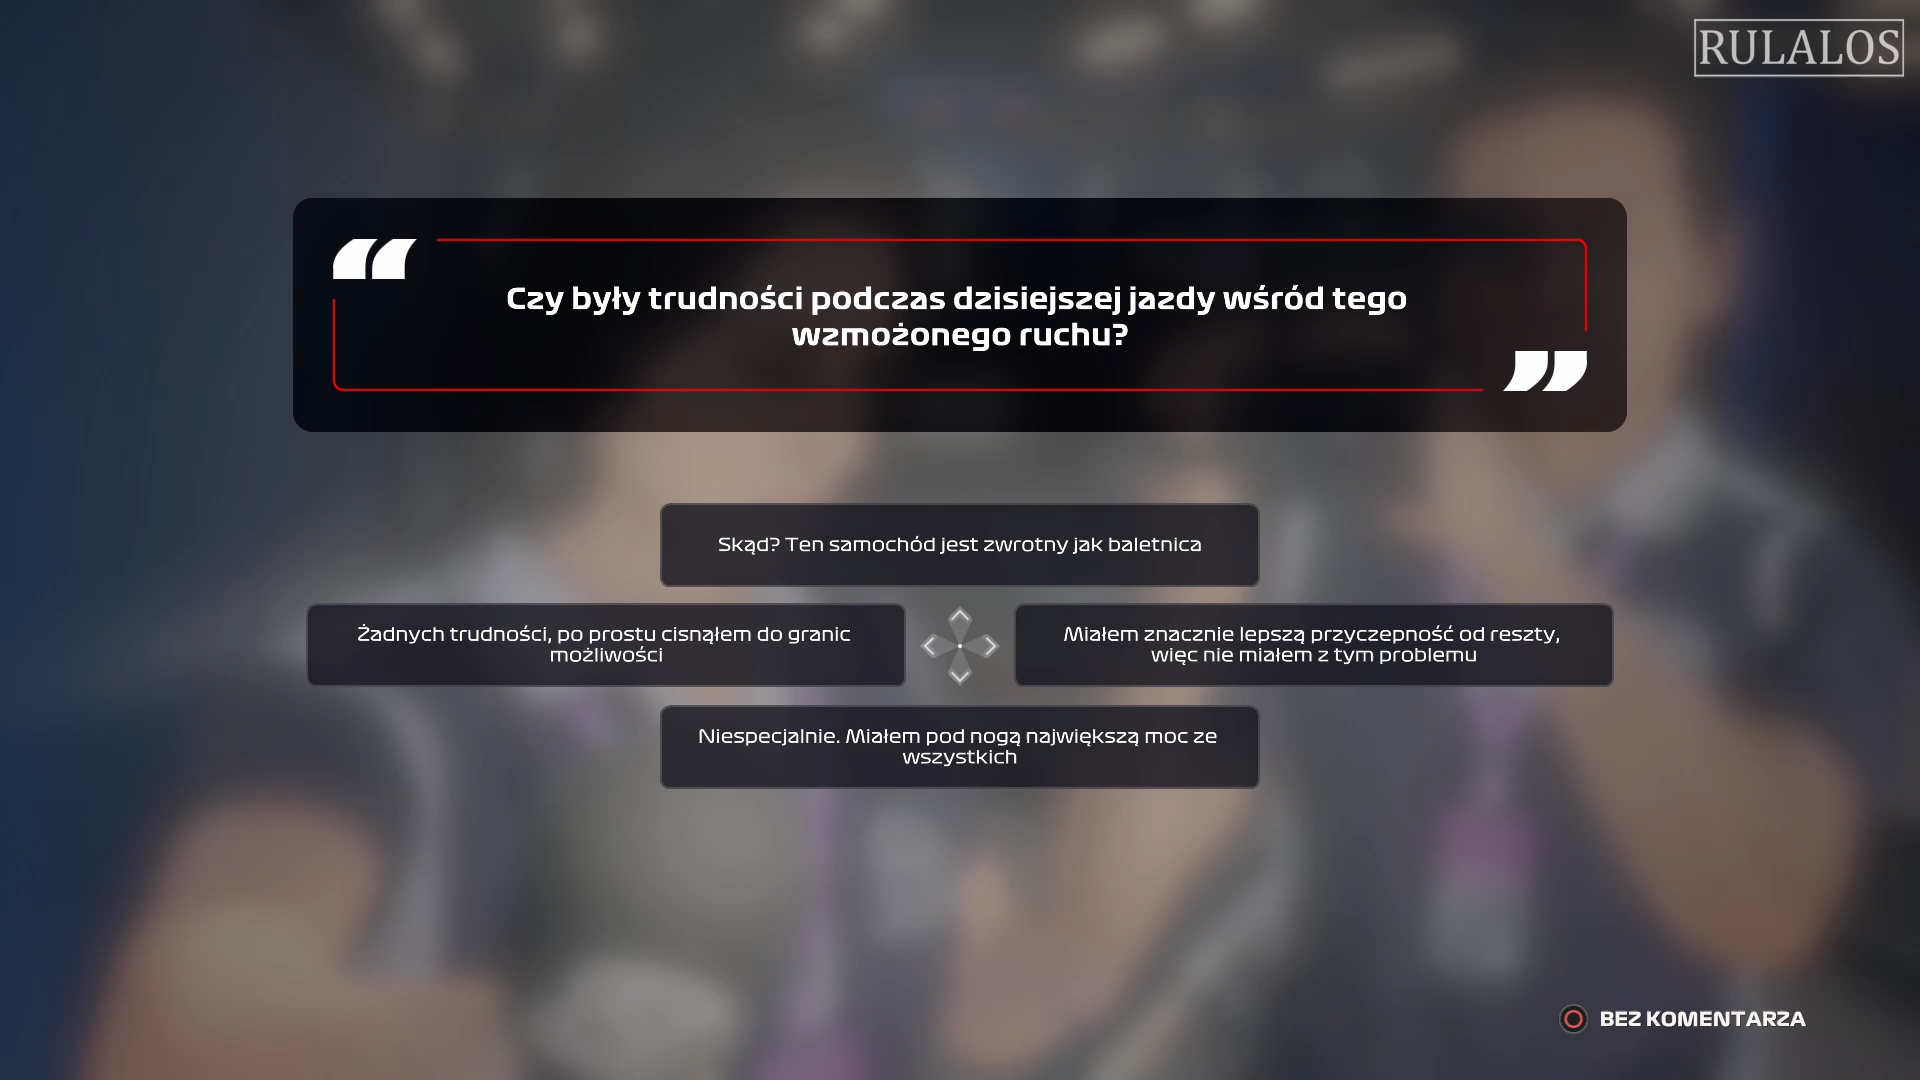 RULALOS
Czy były trudności podczas dzisiejszej jazdy wśród tego
wzmożonego ruchu?
Skąd? Ten samochód jest zwrotny jak baletnica
Żadnych trudności, po prostu cisnąłem do granic
możliwości
Miałem znacznie lepszą przyczepność od reszty,
więc nie miałem z tym problemu
Niespecjalnie. Miałem pod nogą największą moc ze
wszystkich
BEZ KOMENTARZA